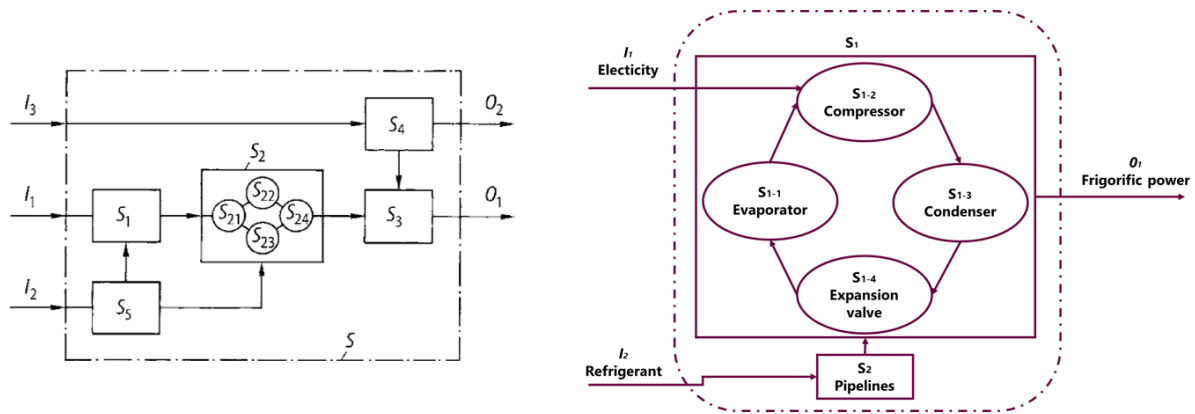 I₃
S₄
O₂
S₂
S₂₂
I₁
S₁
S₂₁
S₂₄
S₃
O₁
S₂₃
I₂
S₅
S
I₁
Electicity
S₁
S₁₋₂
Compressor
S₁₋₁
Evaporator
S₁₋₃
Condenser
O₁
Frigorific power
S₁₋₄
Expansion
valve
I₂
Refrigerant
S₂
Pipelines